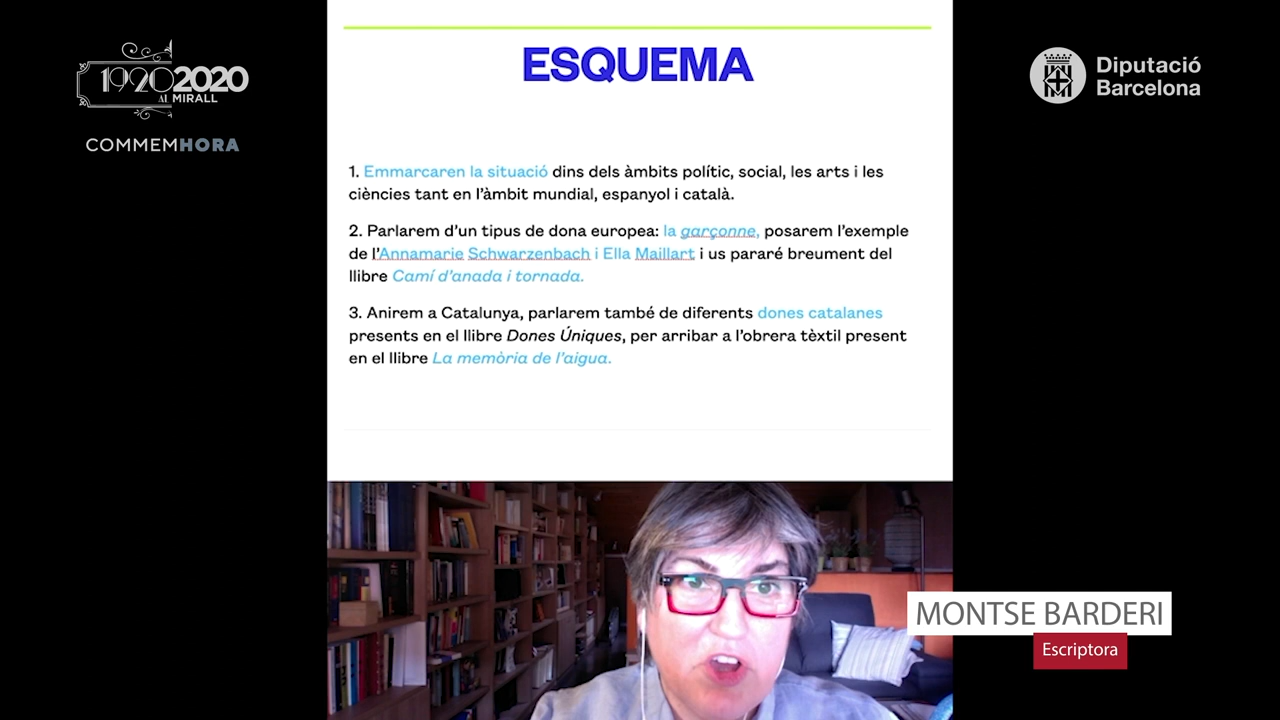 1920 2020
AL MIRALL
COMMEMHORA
ESQUEMA
Diputació
Barcelona
1. Emmarcaren la situació dins dels àmbits polític, social, les arts i les
ciències tant en l'àmbit mundial, espanyol i català.
2. Parlarem d'un tipus de dona europea: la garçonne, posarem l'exemple
de l'Annamarie Schwarzenbach i Ella Maillart i us pararé breument del
llibre Camí d'anada i tornada.
3. Anirem a Catalunya, parlarem també de diferents dones catalanes
presents en el llibre Dones Úniques, per arribar a l'obrera tèxtil present
en el llibre La memòria de l'aigua.
MONTSE BARDERI
Escriptora